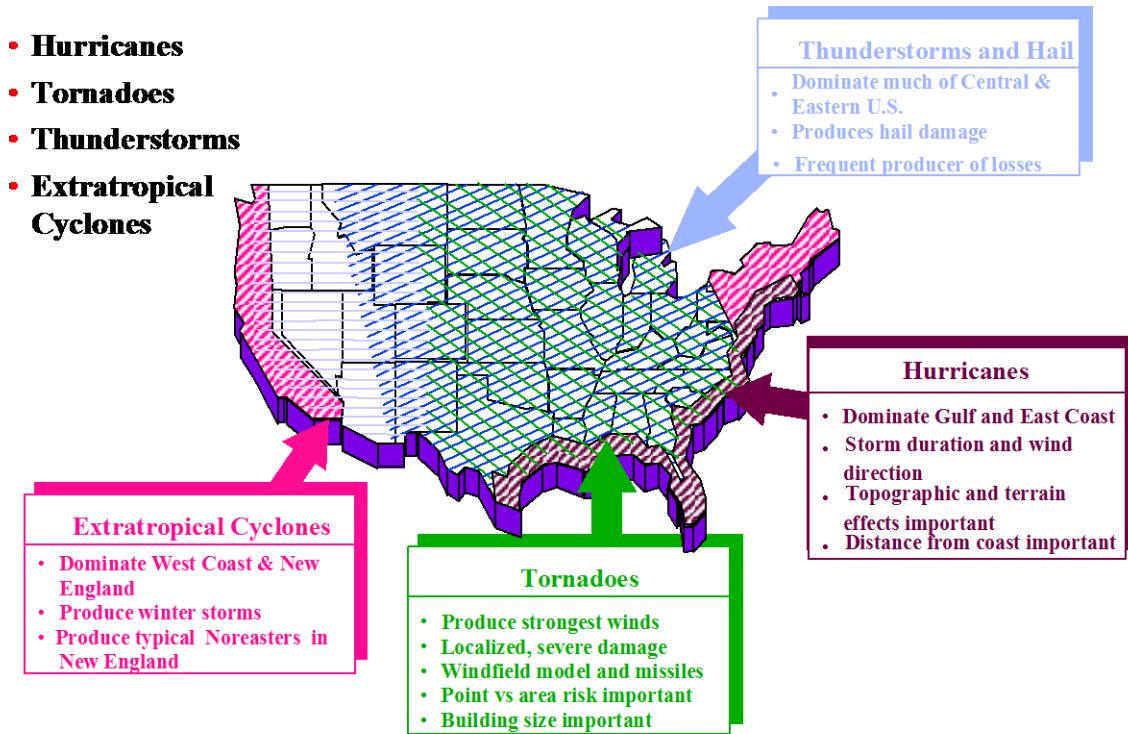 • Hurricanes
• Tornadoes
• Thunderstorms
• Extratropical
Cyclones
Thunderstorms and Hail
• Dominate much of Central &
Eastern U.S.
• Produces hail damage
• Frequent producer of losses
Hurricanes
• Dominate Gulf and East Coast
• Storm duration and wind
direction
• Topographic and terrain
effects important
• Distance from coast important
Extratropical Cyclones
• Dominate West Coast & New
England
• Produce winter storms
• Produce typical Noreasters in
New England
Tornadoes
• Produce strongest winds
• Localized, severe damage
• Windfield model and missiles
• Point vs area risk important
• Building size important